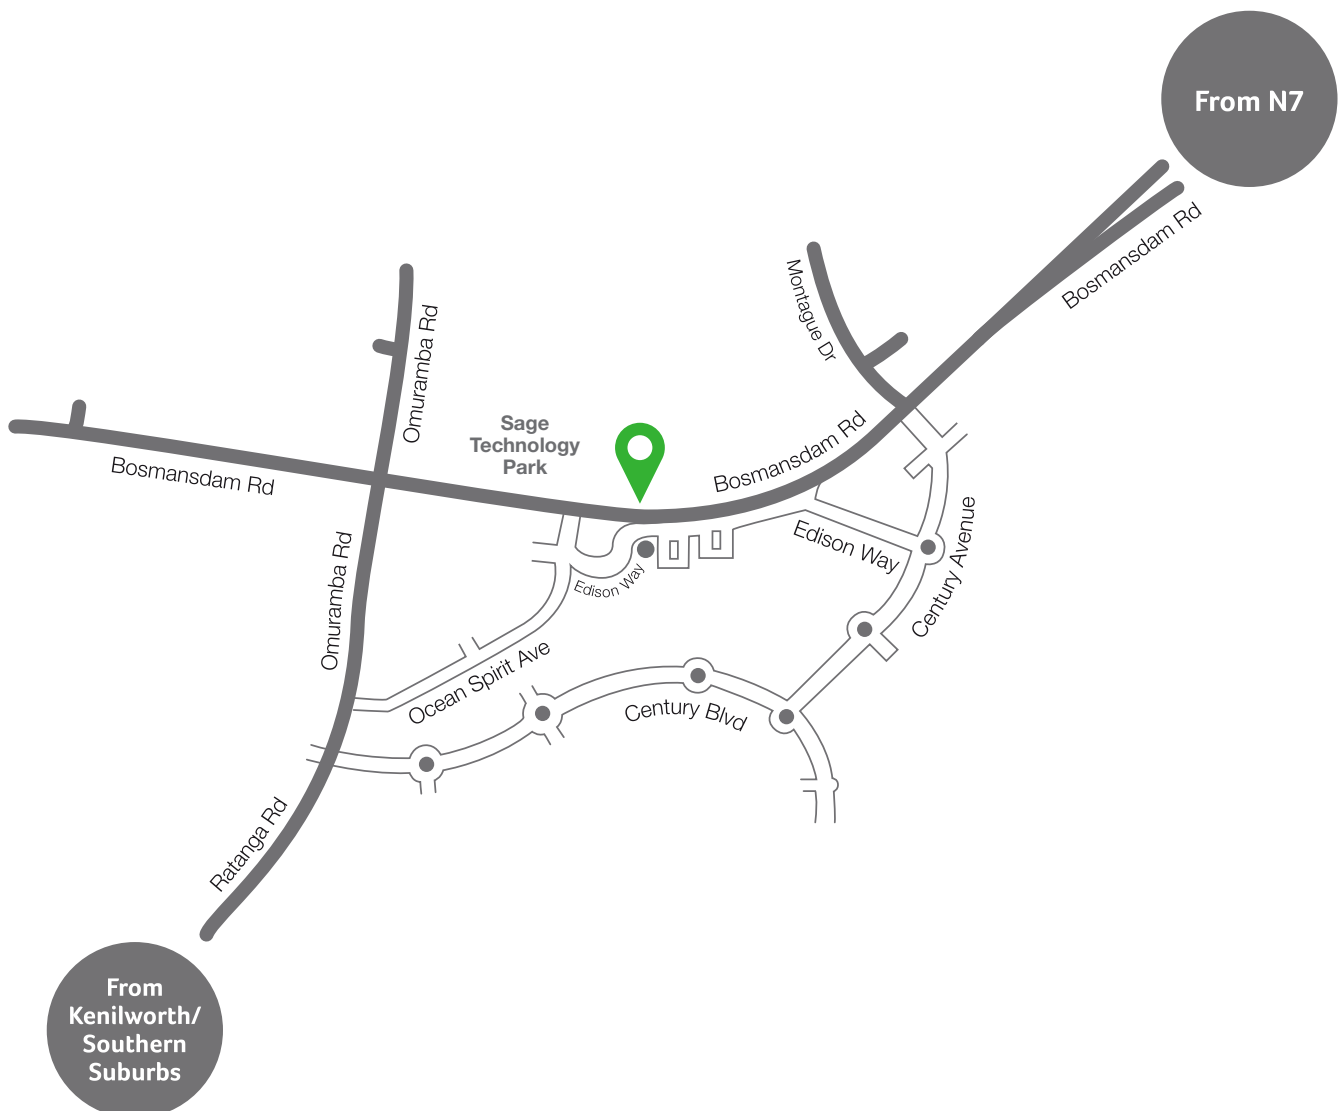 From N7
Bosmansdam Rd
Montague Dr
Omuramba Rd
Sage
Technology
Park
Bosmansdam Rd
Bosmansdam Rd
Edison Way
Century Avenue
Omuramba Rd
Edison Way
Ocean Spirit Ave
Century Blvd
Ratanga Rd
From
Kenilworth/
Southern
Suburbs